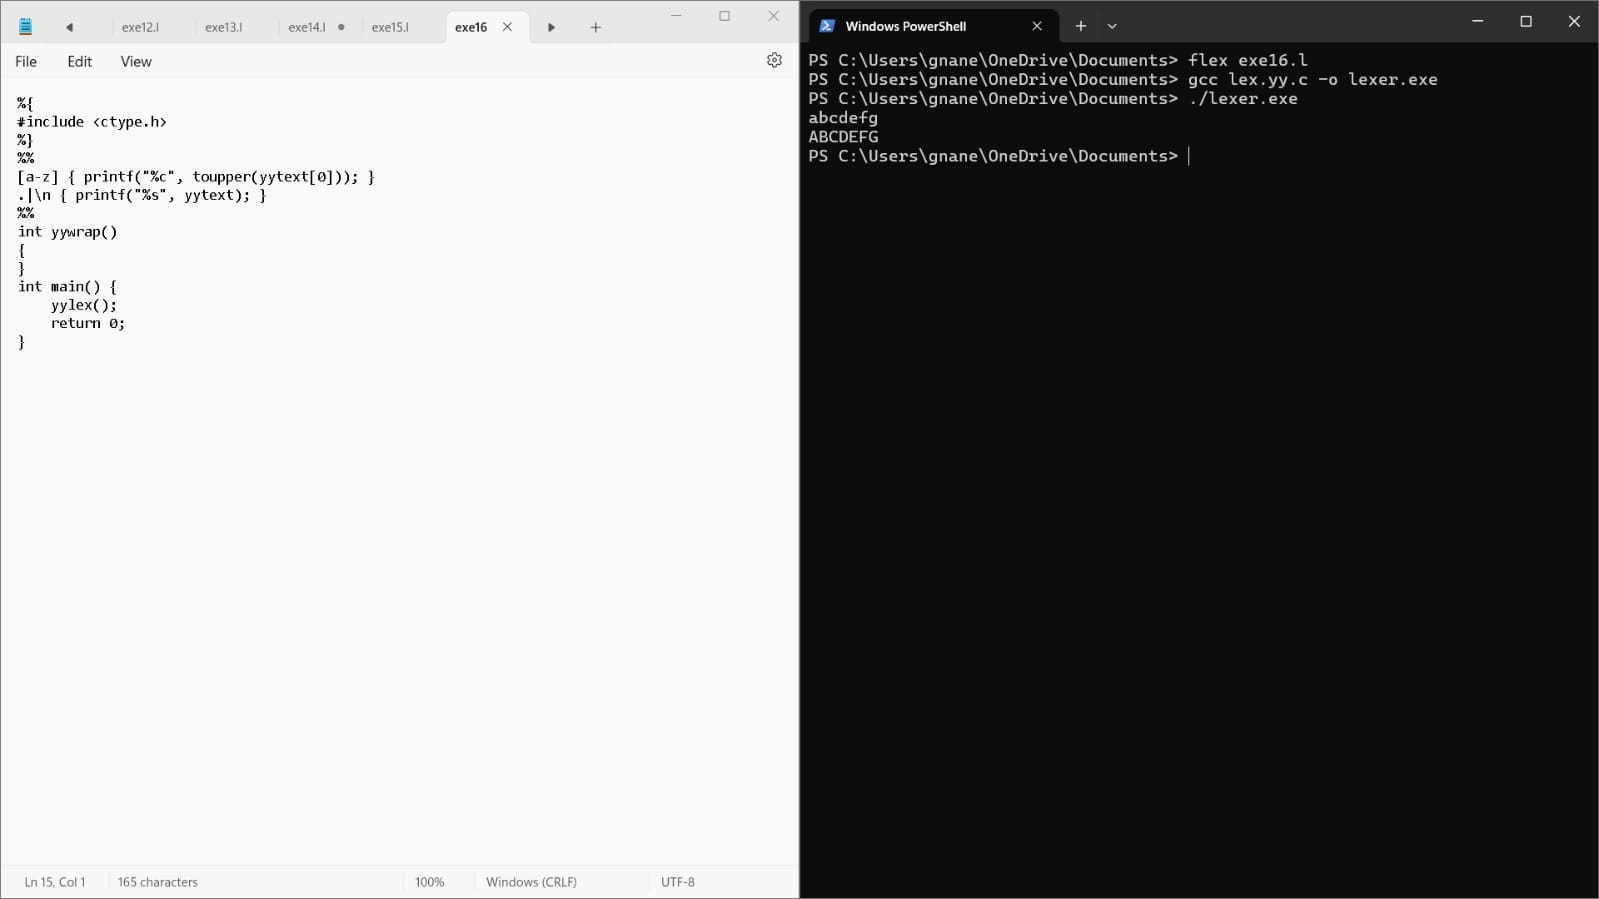 exe12.l exe13.l exe14.l exe15.l exe16
File Edit View
%{
#include <ctype.h>
%}
%%
[a-z] { printf("%c", toupper(yytext[0])); }
.|\n { printf("%s", yytext); }
%%
int yywrap()
{
}
int main() {
    yylex();
    return 0;
}
Ln 15, Col 1 165 characters 100% Windows (CRLF) UTF-8
Windows PowerShell
PS C:\Users\gnane\OneDrive\Documents> flex exe16.l
PS C:\Users\gnane\OneDrive\Documents> gcc lex.yy.c -o lexer.exe
PS C:\Users\gnane\OneDrive\Documents> ./lexer.exe
abcdefg
ABCDEFG
PS C:\Users\gnane\OneDrive\Documents>